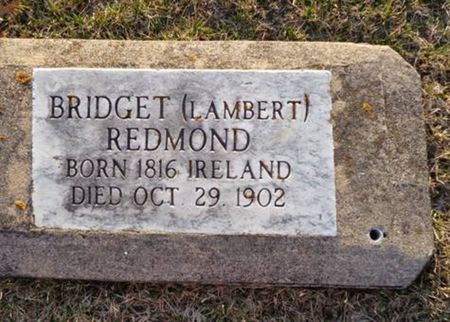 BRIDGET (LAMBERT)
REDMOND
BORN 1816 IRELAND
DIED OCT. 29, 1902